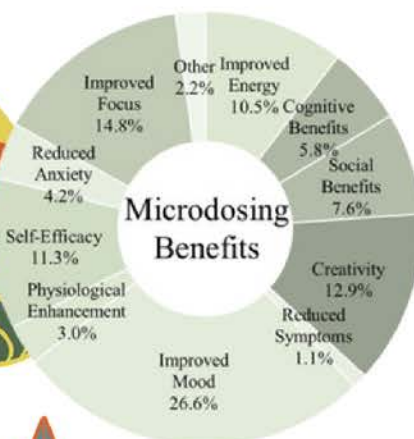 Microdosing
Benefits
Improved
Energy
10.5%
Cognitive
Benefits
5.8%
Social
Benefits
7.6%
Creativity
12.9%
Reduced
Symptoms
1.1%
Improved
Mood
26.6%
Physiological
Enhancement
3.0%
Self-Efficacy
11.3%
Reduced
Anxiety
4.2%
Improved
Focus
14.8%
Other
2.2%